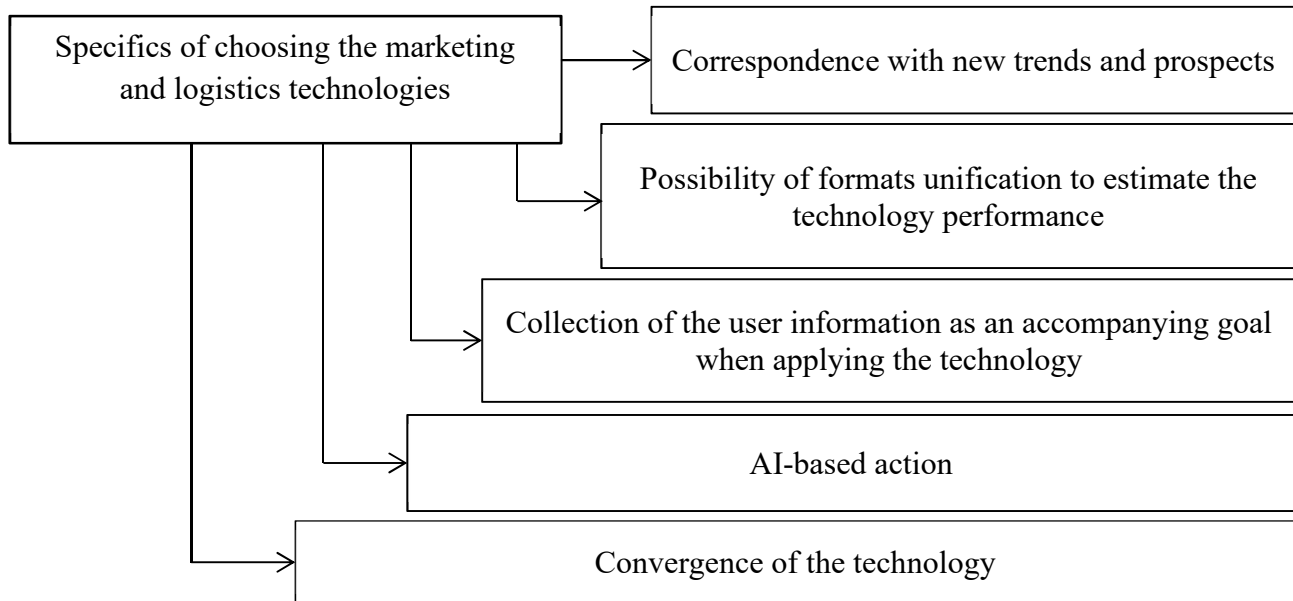 Specifics of choosing the marketing
and logistics technologies
Correspondence with new trends and prospects
Possibility of formats unification to estimate the
technology performance
Collection of the user information as an accompanying goal
when applying the technology
AI-based action
Convergence of the technology